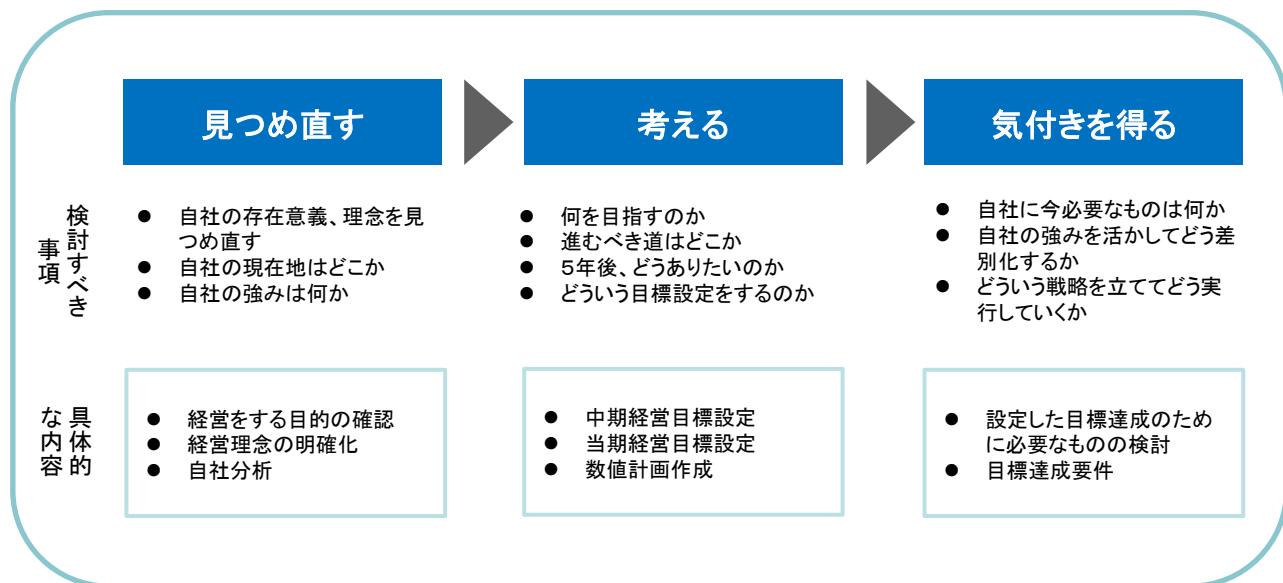 見つめ直す
考える
気付きを得る
検討すべき
事項
● 自社の存在意義、理念を見
つめ直す
● 自社の現在地はどこか
● 自社の強みは何か
● 何を目指すのか
● 進むべき道はどこか
● 5年後、どうありたいのか
● どういう目標設定をするのか
● 自社に今必要なものは何か
● 自社の強みを活かしてどう差
別化するか
● どういう戦略を立ててどう実
行していくか
具体的
な内容
● 経営をする目的の確認
● 経営理念の明確化
● 自社分析
● 中期経営目標設定
● 当期経営目標設定
● 数値計画作成
● 設定した目標達成のため
に必要なものの検討
● 目標達成要件